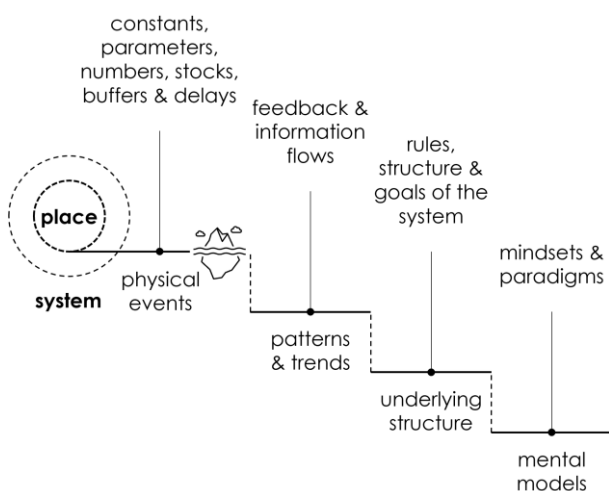 constants,
parameters,
numbers, stocks,
buffers & delays
feedback &
information
flows
rules,
structure &
goals of the
system
mindsets &
paradigms
place
system
physical
events
patterns
& trends
underlying
structure
mental
models